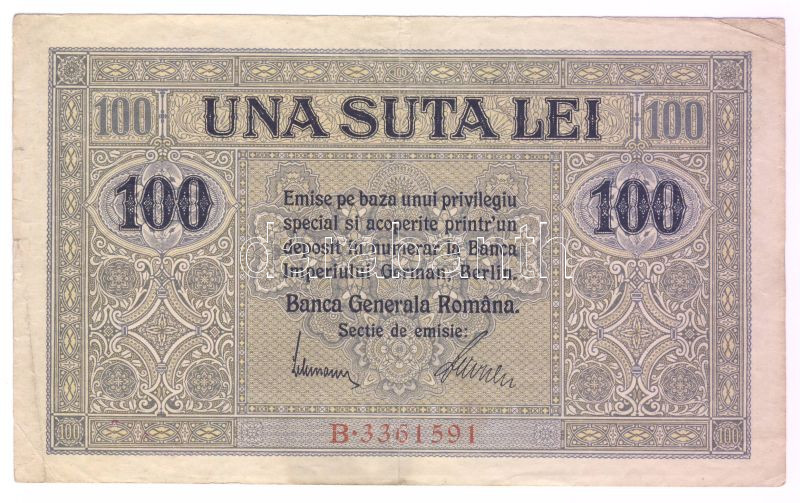 100 UNA SUTA LEI 100
100 100
Emise pe baza unui privilegiu
special si acoperite printr'un
deposit in numerar la Banca
Imperiului German, Berlin.
Banca Generala Româna.
Sectie de emisie:
B·3361591
100 100